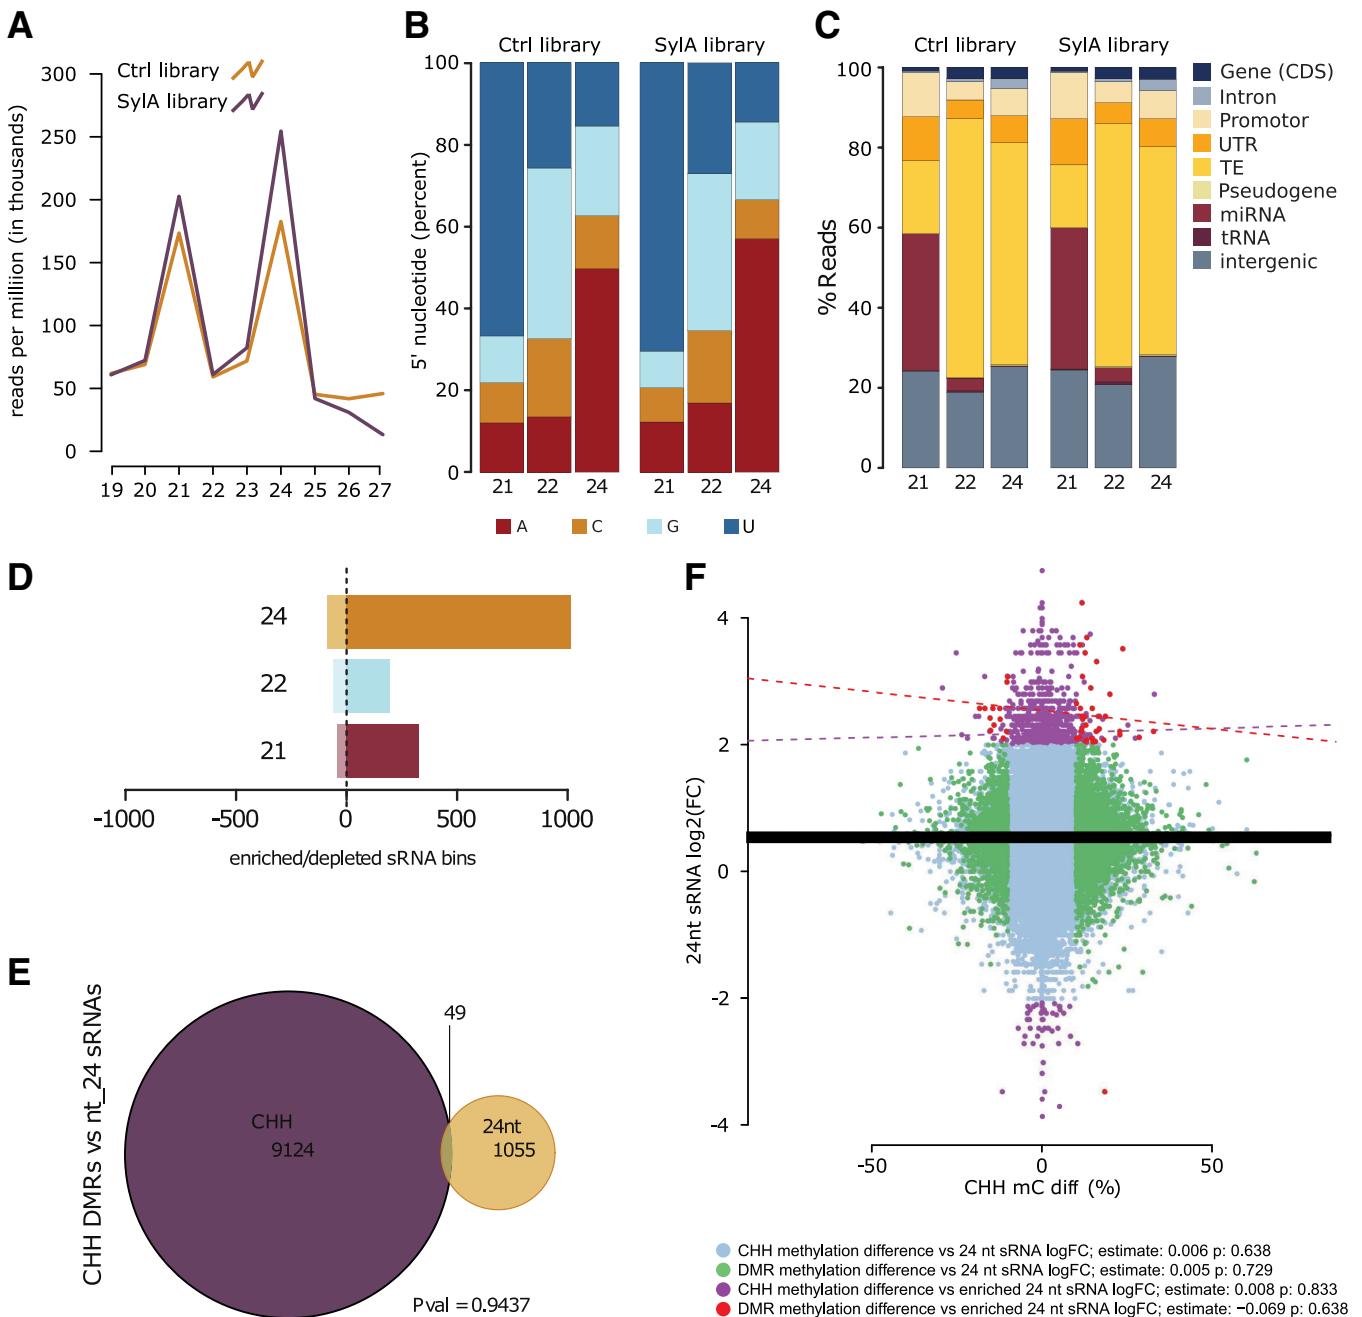 A
300
250
200
150
100
50
0
reads per milliion (in thousands)
Ctrl library
SylA library
19 20 21 22 23 24 25 26 27
B
Ctrl library SylA library
100
80
60
40
20
0
5' nucleotide (percent)
21 22 24 21 22 24
A C G U
C
Ctrl library SylA library
100
80
60
40
20
0
%Reads
21 22 24 21 22 24
Gene (CDS)
Intron
Promotor
UTR
TE
Pseudogene
miRNA
tRNA
intergenic
D
24
22
21
-1000 -500 0 500 1000
enriched/depleted sRNA bins
E
CHH DMRs vs nt_24 sRNAs
49
CHH
9124
24nt
1055
Pval = 0.9437
F
4
2
0
-2
-4
24nt sRNA log2(FC)
-50 0 50
CHH mC diff (%)
CHH methylation difference vs 24 nt sRNA logFC; estimate: 0.006 p: 0.638
DMR methylation difference vs 24 nt sRNA logFC; estimate: 0.005 p: 0.729
CHH methylation difference vs enriched 24 nt sRNA logFC; estimate: 0.008 p: 0.833
DMR methylation difference vs enriched 24 nt sRNA logFC; estimate: −0.069 p: 0.638